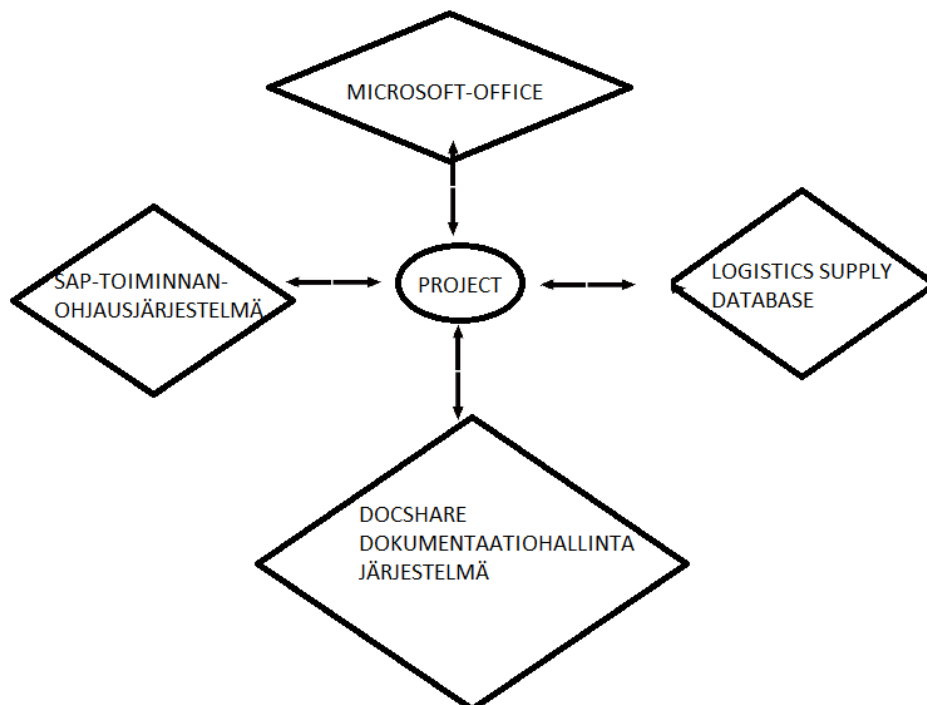 MICROSOFT-OFFICE
SAP-TOIMINNAN-
OHJAUSJÄRJESTELMÄ
PROJECT
LOGISTICS SUPPLY
DATABASE
DOCSHARE
DOKUMENTAATIOHALLINTA
JÄRJESTELMÄ